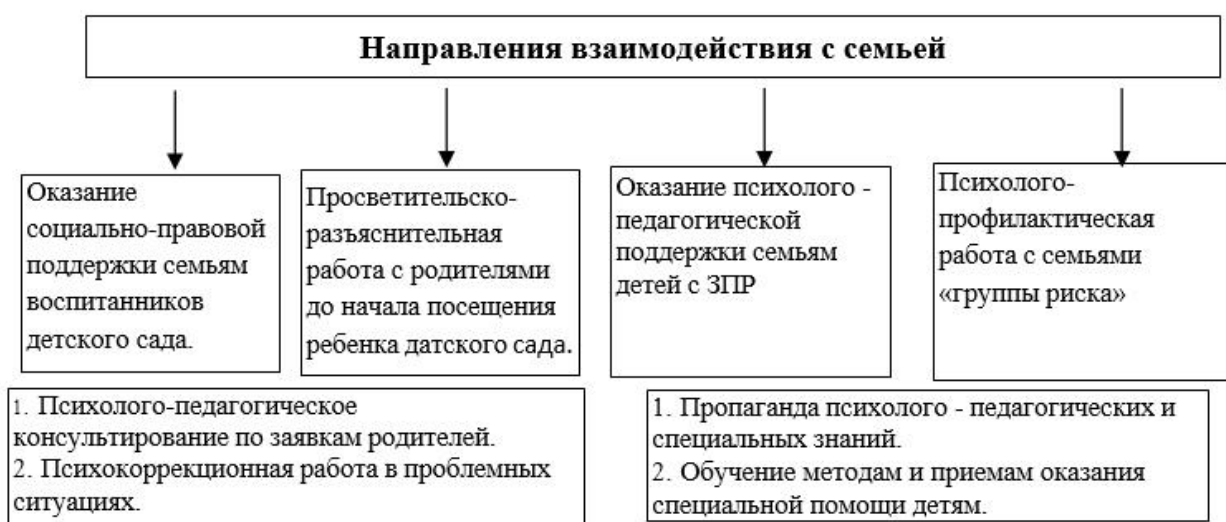 Направления взаимодействия с семьей
Оказание
социально-правовой
поддержки семьям
воспитанников
детского сада.
Просветительско-
разъяснительная
работа с родителями
до начала посещения
ребенка датского сада.
Оказание психолого -
педагогической
поддержки семьям
детей с ЗПР
Психолого-
профилактическая
работа с семьями
«группы риска»
1. Психолого-педагогическое
консультирование по заявкам родителей.
2. Психокоррекционная работа в проблемных
ситуациях.
1. Пропаганда психолого - педагогических и
специальных знаний.
2. Обучение методам и приемам оказания
специальной помощи детям.